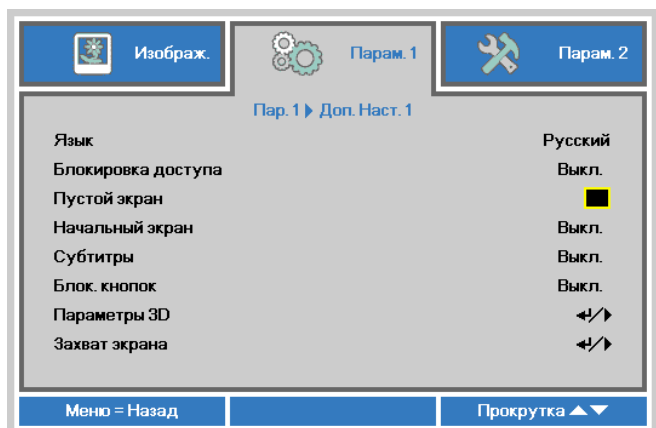 Изображ. Парам. 1 Парам. 2
Пар. 1 ▶ Доп. Наст. 1
Язык Русский
Блокировка доступа Выкл.
Пустой экран
Начальный экран Выкл.
Субтитры Выкл.
Блок. кнопок Выкл.
Параметры 3D ↵/▶
Захват экрана ↵/▶
Меню = Назад Прокрутка ▲▼